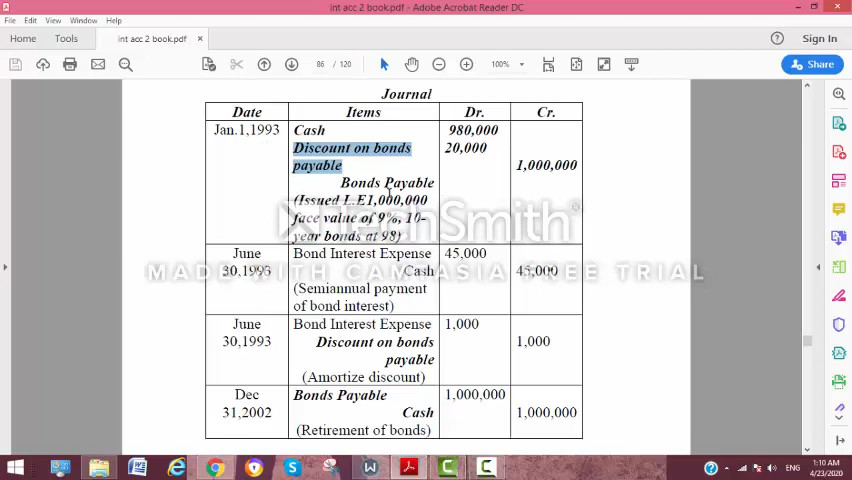 int acc 2 book.pdf - Adobe Acrobat Reader DC
File Edit View Window Help
Home Tools int acc 2 book.pdf × Sign In
86 / 120 100% Share
Journal
Date Items Dr. Cr.
Jan.1,1993 Cash 980,000
Discount on bonds 20,000
payable 1,000,000
Bonds Payable
(Issued L.E1,000,000
face value of 9%, 10-
year bonds at 98)
TechSmith
June Bond Interest Expense 45,000
30,1993 Cash 45,000
MADE WITH CAMTASIA FREE TRIAL
(Semiannual payment
of bond interest)
June Bond Interest Expense 1,000
30,1993 Discount on bonds 1,000
payable
(Amortize discount)
Dec Bonds Payable 1,000,000
31,2002 Cash 1,000,000
(Retirement of bonds)
ENG 1:10 AM
4/23/2020